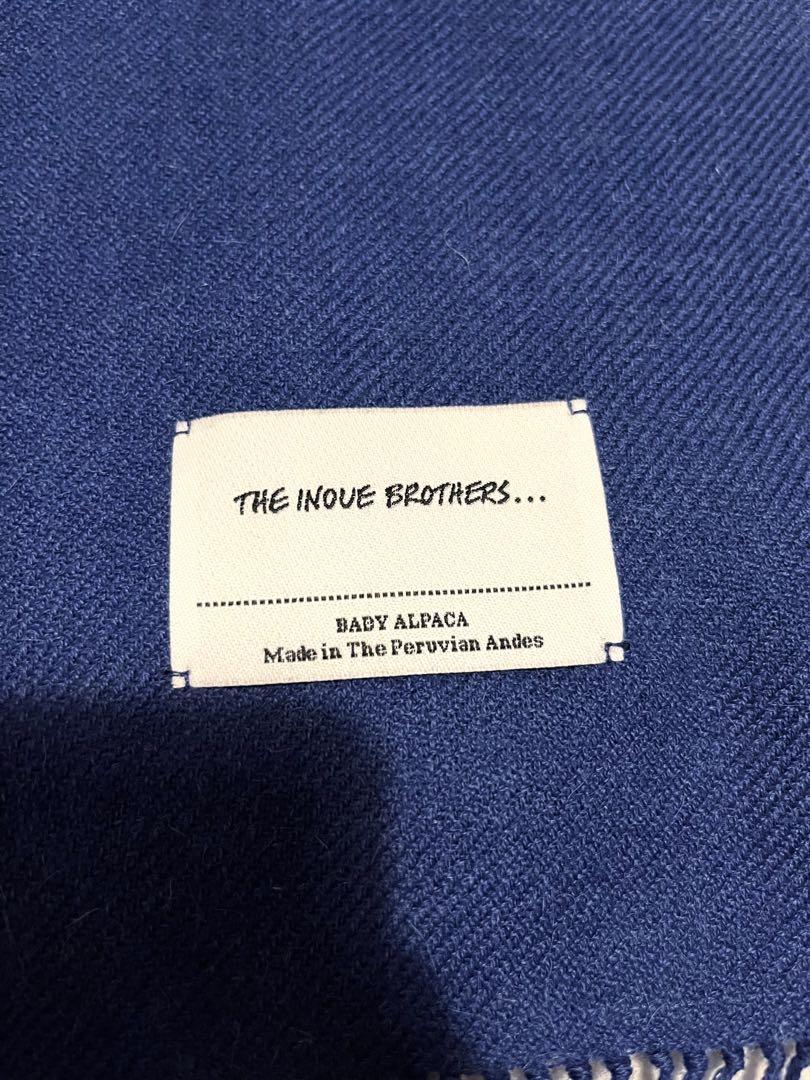 THE INOUE BROTHERS...
BABY ALPACA
Made in The Peruvian Andes